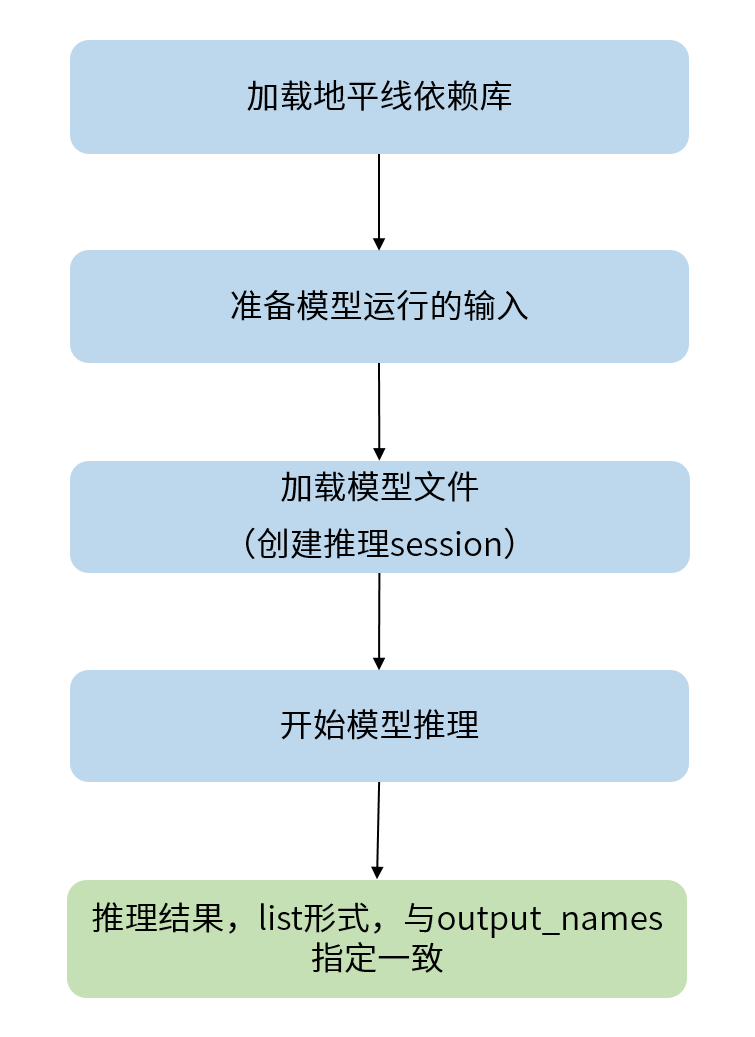 加载地平线依赖库
准备模型运行的输入
加载模型文件
（创建推理session）
开始模型推理
推理结果，list形式，与output_names
指定一致